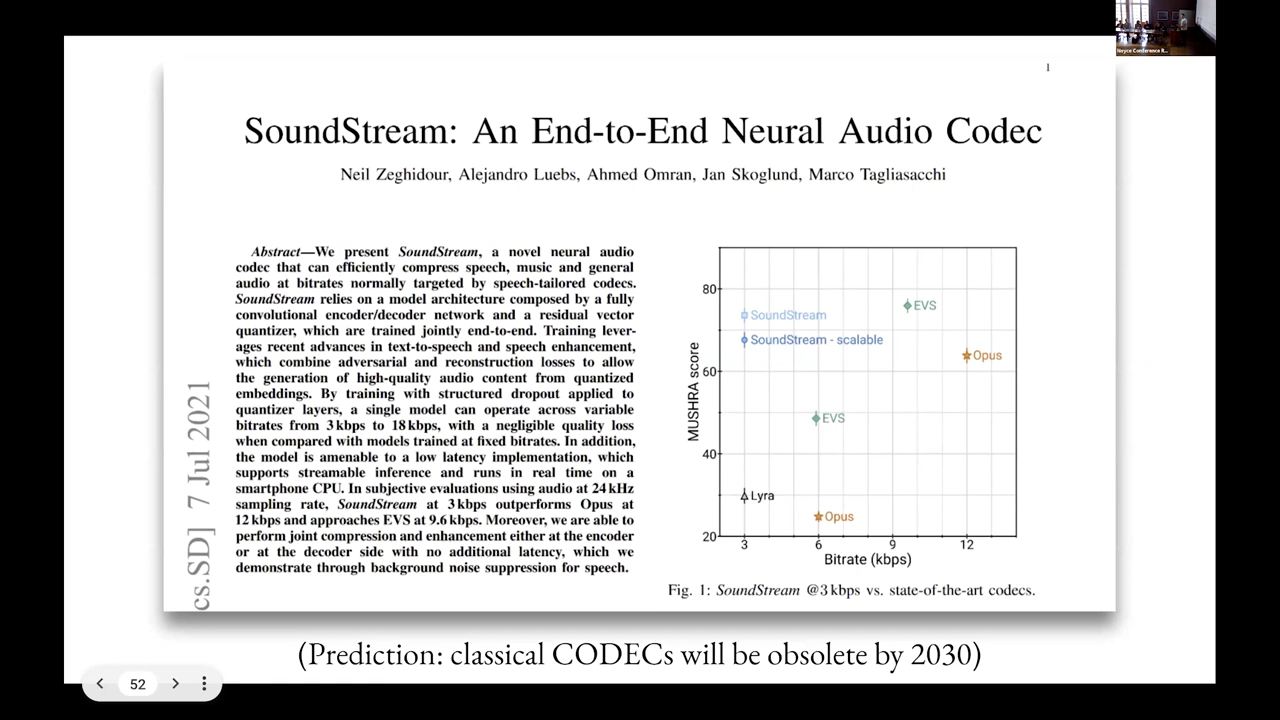 Noyce Conference R...
1
SoundStream: An End-to-End Neural Audio Codec
Neil Zeghidour, Alejandro Luebs, Ahmed Omran, Jan Skoglund, Marco Tagliasacchi
Abstract—We present SoundStream, a novel neural audio
codec that can efficiently compress speech, music and general
audio at bitrates normally targeted by speech-tailored codecs.
SoundStream relies on a model architecture composed by a fully
convolutional encoder/decoder network and a residual vector
quantizer, which are trained jointly end-to-end. Training lever-
ages recent advances in text-to-speech and speech enhancement,
which combine adversarial and reconstruction losses to allow
the generation of high-quality audio content from quantized
embeddings. By training with structured dropout applied to
quantizer layers, a single model can operate across variable
bitrates from 3 kbps to 18 kbps, with a negligible quality loss
when compared with models trained at fixed bitrates. In addition,
the model is amenable to a low latency implementation, which
supports streamable inference and runs in real time on a
smartphone CPU. In subjective evaluations using audio at 24 kHz
sampling rate, SoundStream at 3 kbps outperforms Opus at
12 kbps and approaches EVS at 9.6 kbps. Moreover, we are able to
perform joint compression and enhancement either at the encoder
or at the decoder side with no additional latency, which we
demonstrate through background noise suppression for speech.
cs.SD] 7 Jul 2021
MUSHRA score
80
60
40
20
SoundStream
SoundStream - scalable
EVS
Opus
EVS
Lyra
Opus
3
6
9
12
Bitrate (kbps)
Fig. 1: SoundStream @3 kbps vs. state-of-the-art codecs.
(Prediction: classical CODECs will be obsolete by 2030)
52